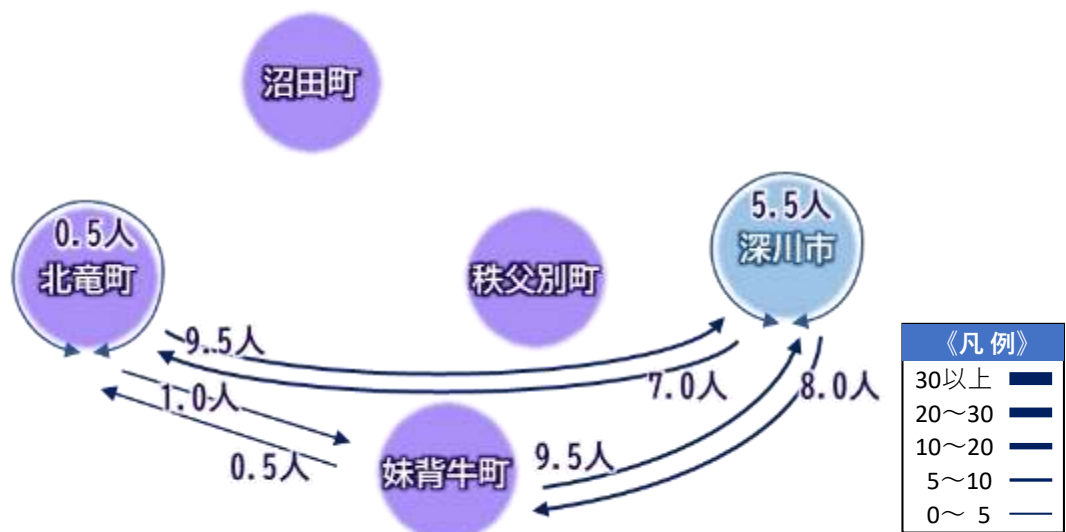 沼田町
0.5人
北竜町
秩父別町
5.5人
深川市
9.5人
7.0人
8.0人
1.0人
0.5人
妹背牛町
9.5人
《凡 例》
30以上
20～30
10～20
5～10
0～ 5